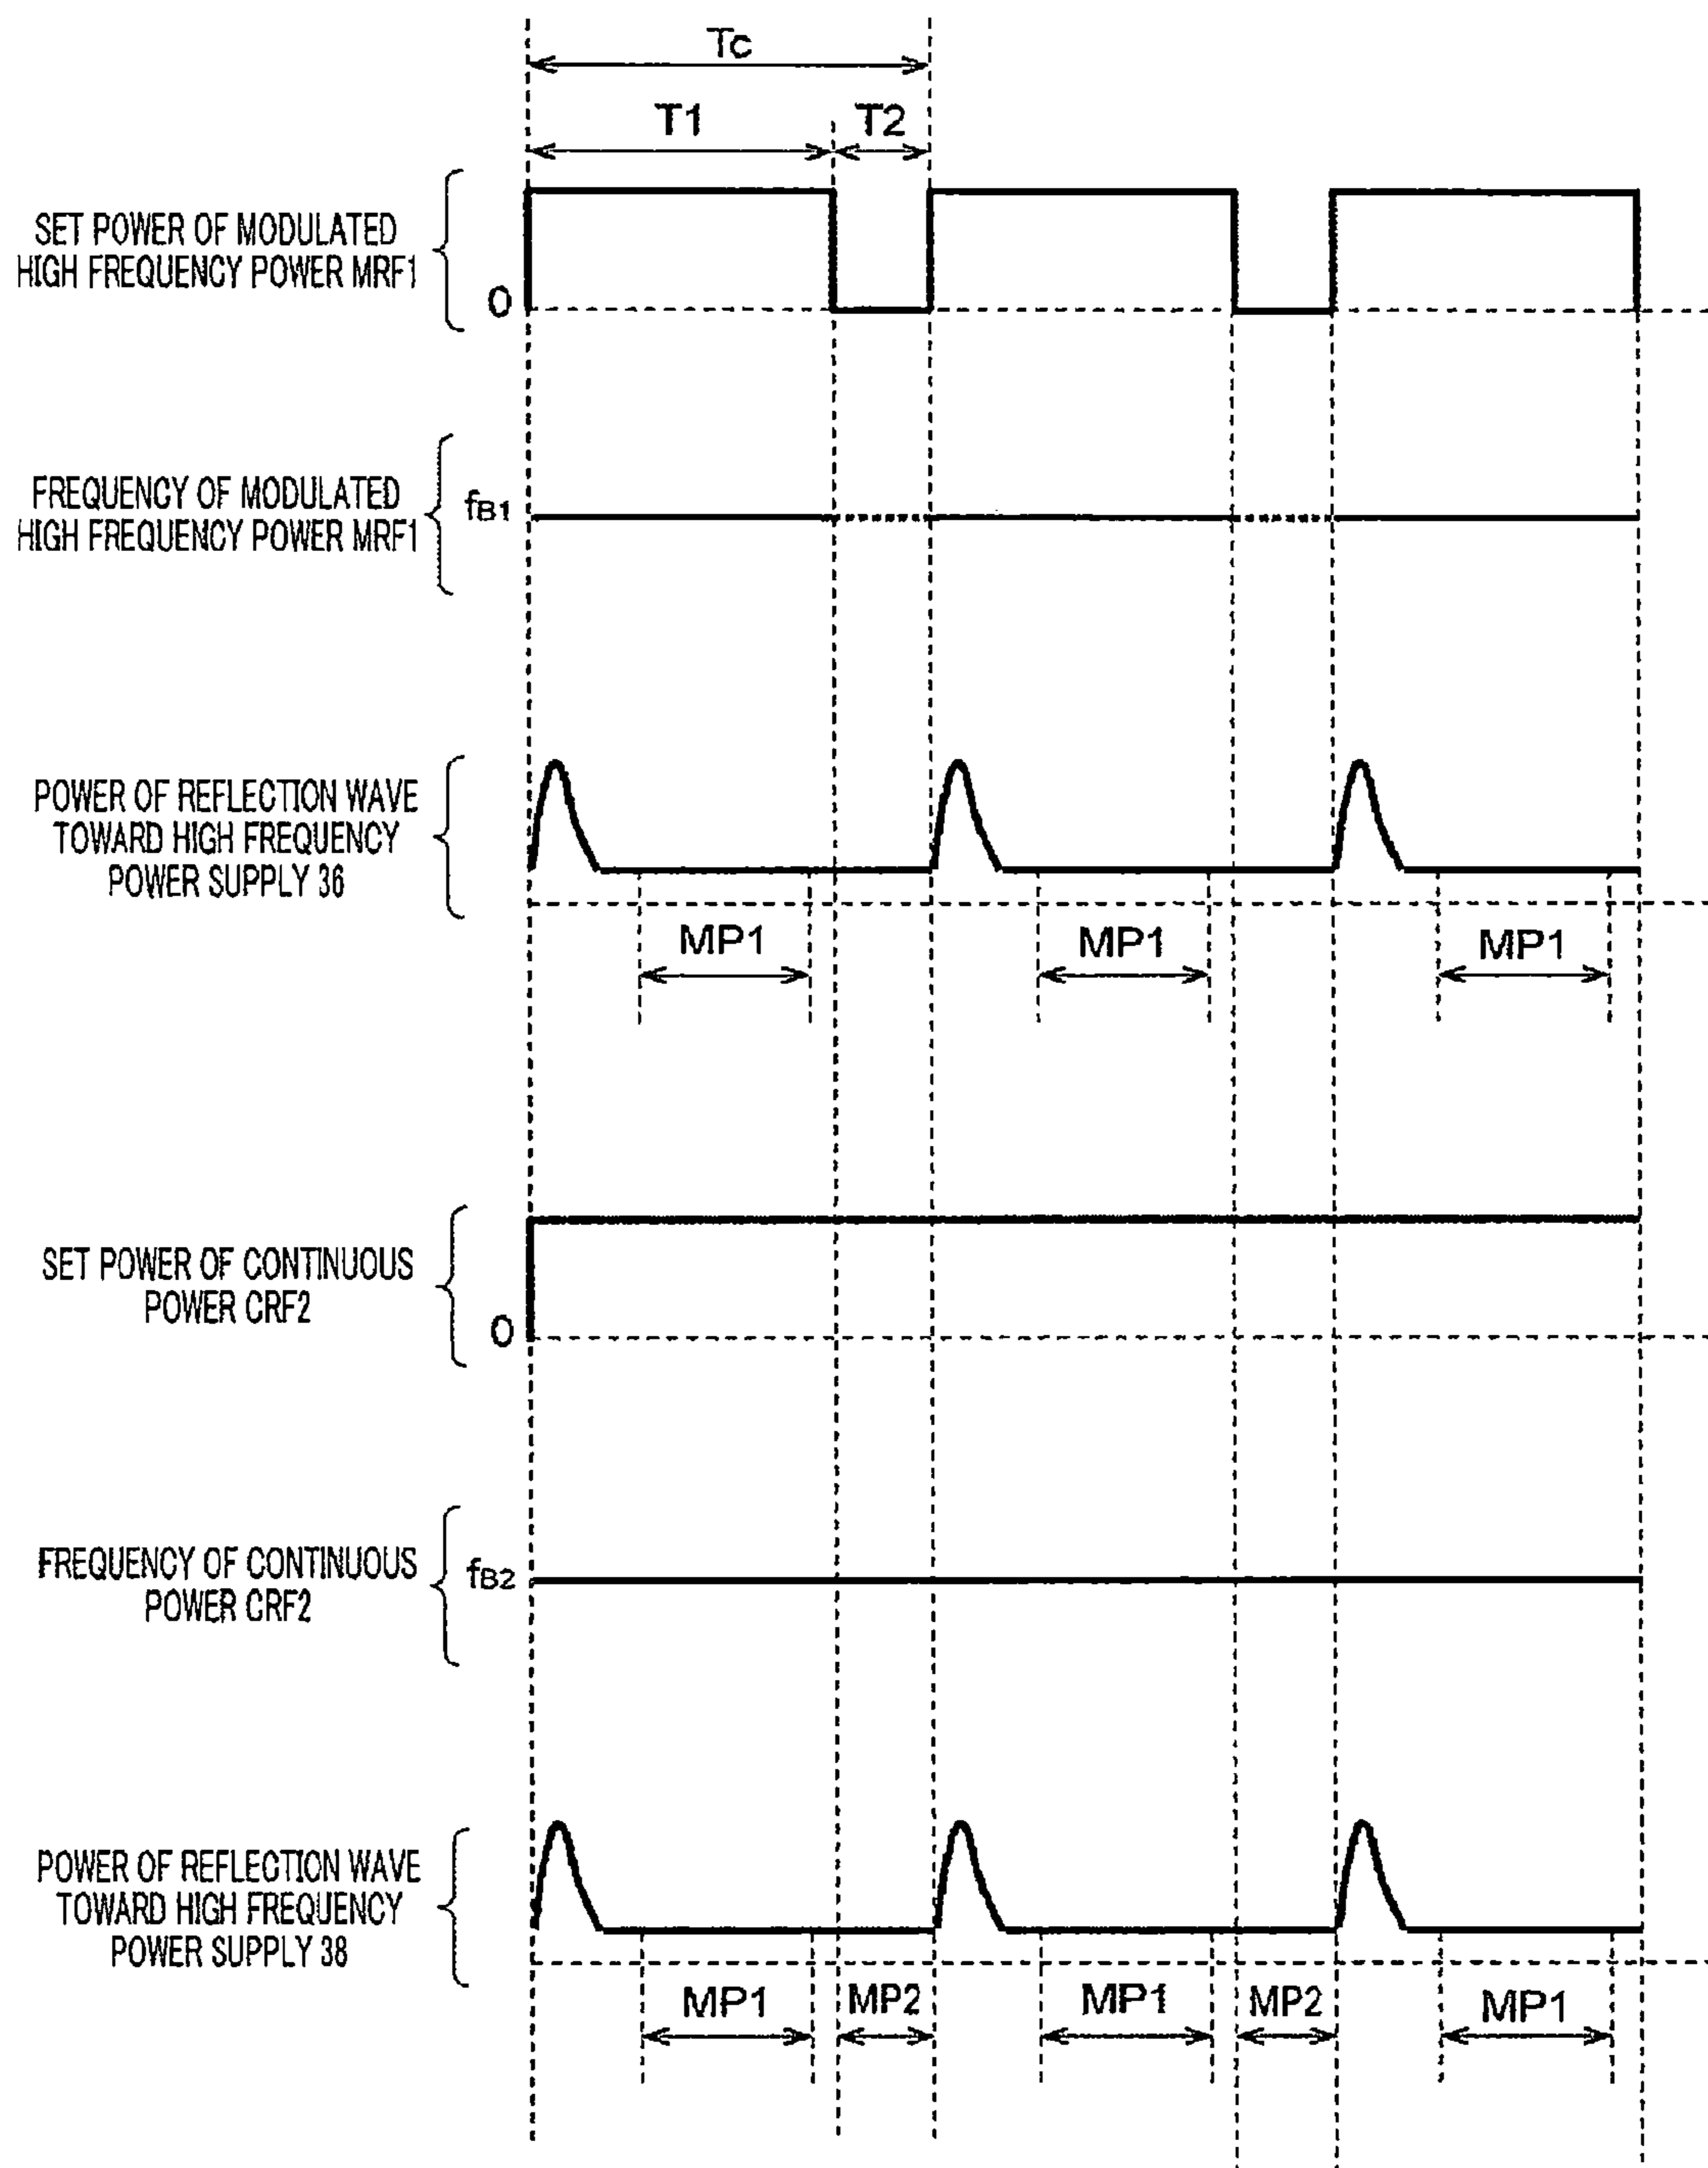 Tc
T1 T2
SET POWER OF MODULATED
HIGH FREQUENCY POWER MRF1
0
FREQUENCY OF MODULATED
HIGH FREQUENCY POWER MRF1
fB1
POWER OF REFLECTION WAVE
TOWARD HIGH FREQUENCY
POWER SUPPLY 36
MP1 MP1 MP1
SET POWER OF CONTINUOUS
POWER CRF2
0
FREQUENCY OF CONTINUOUS
POWER CRF2
fB2
POWER OF REFLECTION WAVE
TOWARD HIGH FREQUENCY
POWER SUPPLY 38
MP1 MP2 MP1 MP2 MP1